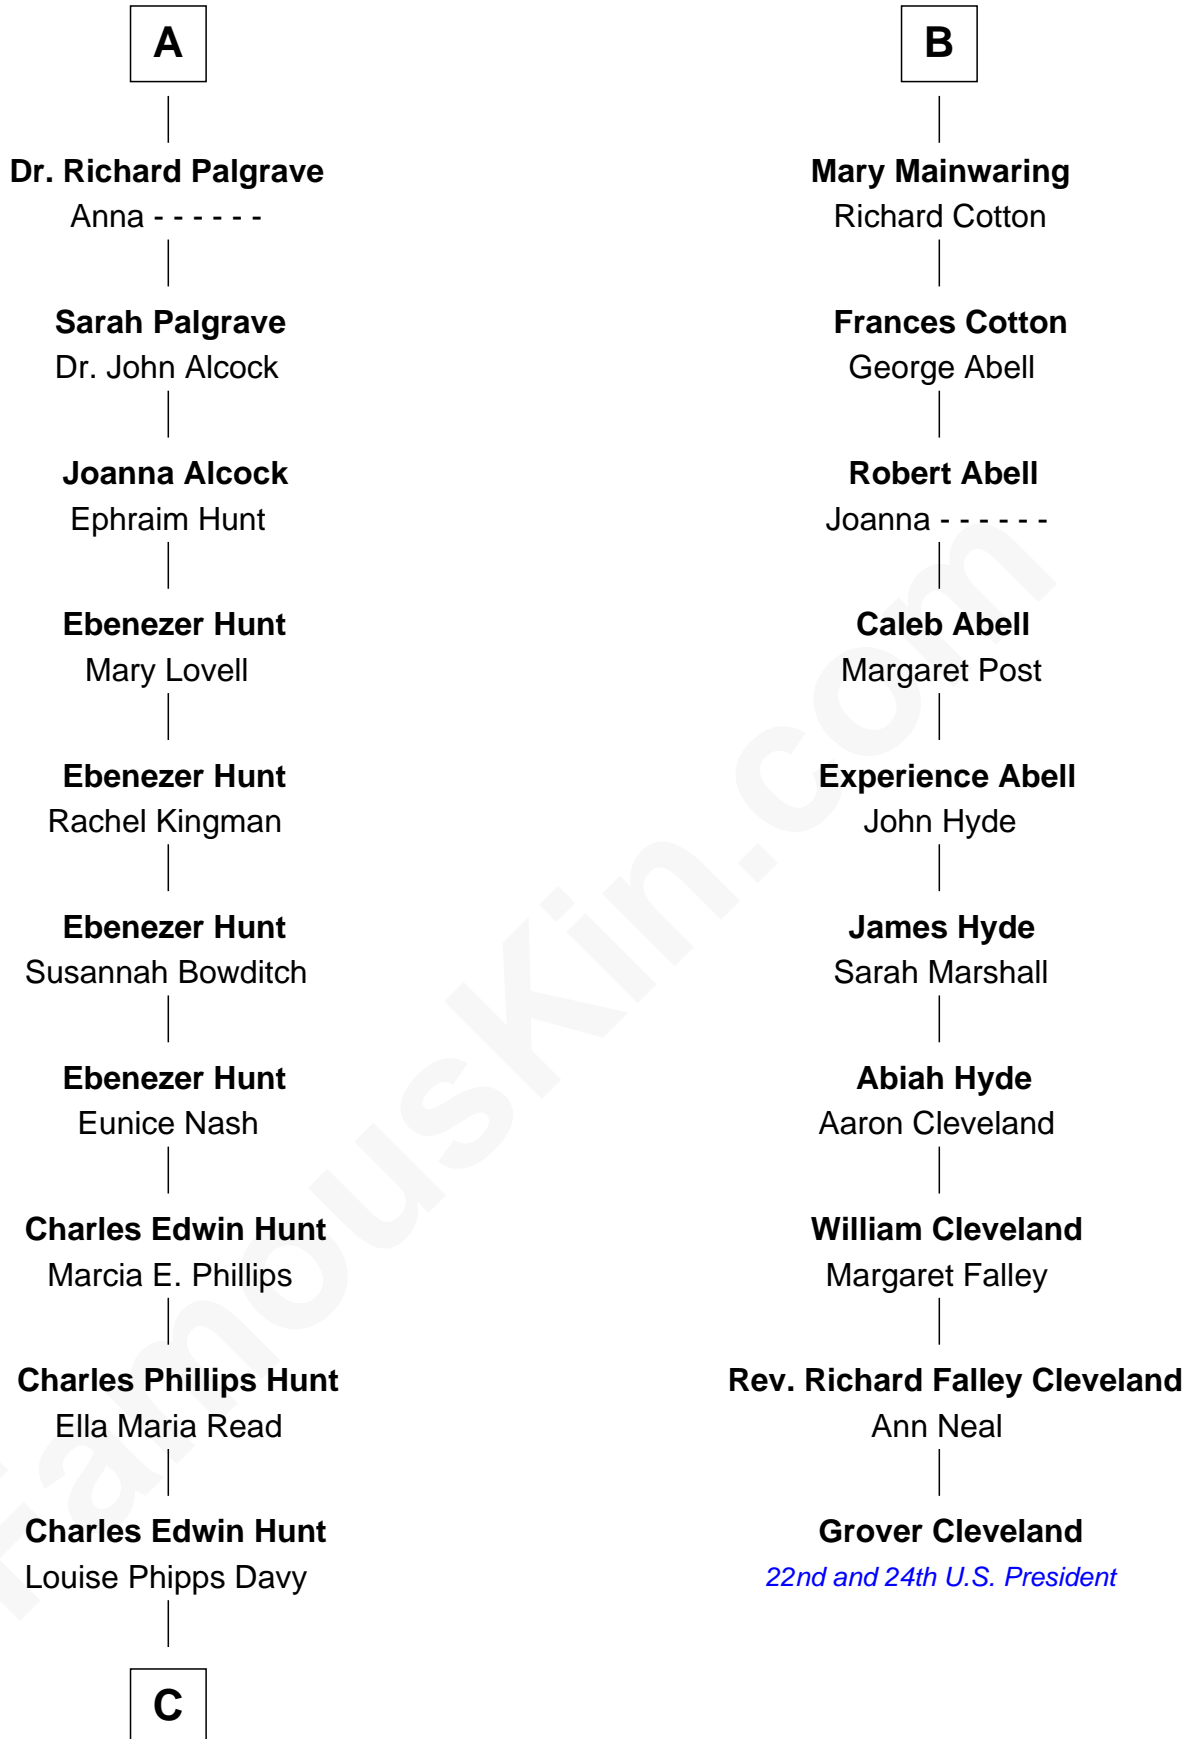 A
Dr. Richard Palgrave
Anna - - - - - -
Sarah Palgrave
Dr. John Alcock
Joanna Alcock
Ephraim Hunt
Ebenezer Hunt
Mary Lovell
Ebenezer Hunt
Rachel Kingman
Ebenezer Hunt
Susannah Bowditch
Ebenezer Hunt
Eunice Nash
Charles Edwin Hunt
Marcia E. Phillips
Charles Phillips Hunt
Ella Maria Read
Charles Edwin Hunt
Louise Phipps Davy
C
B
Mary Mainwaring
Richard Cotton
Frances Cotton
George Abell
Robert Abell
Joanna - - - - - -
Caleb Abell
Margaret Post
Experience Abell
John Hyde
James Hyde
Sarah Marshall
Abiah Hyde
Aaron Cleveland
William Cleveland
Margaret Falley
Rev. Richard Falley Cleveland
Ann Neal
Grover Cleveland
22nd and 24th U.S. President
FamousKin.com